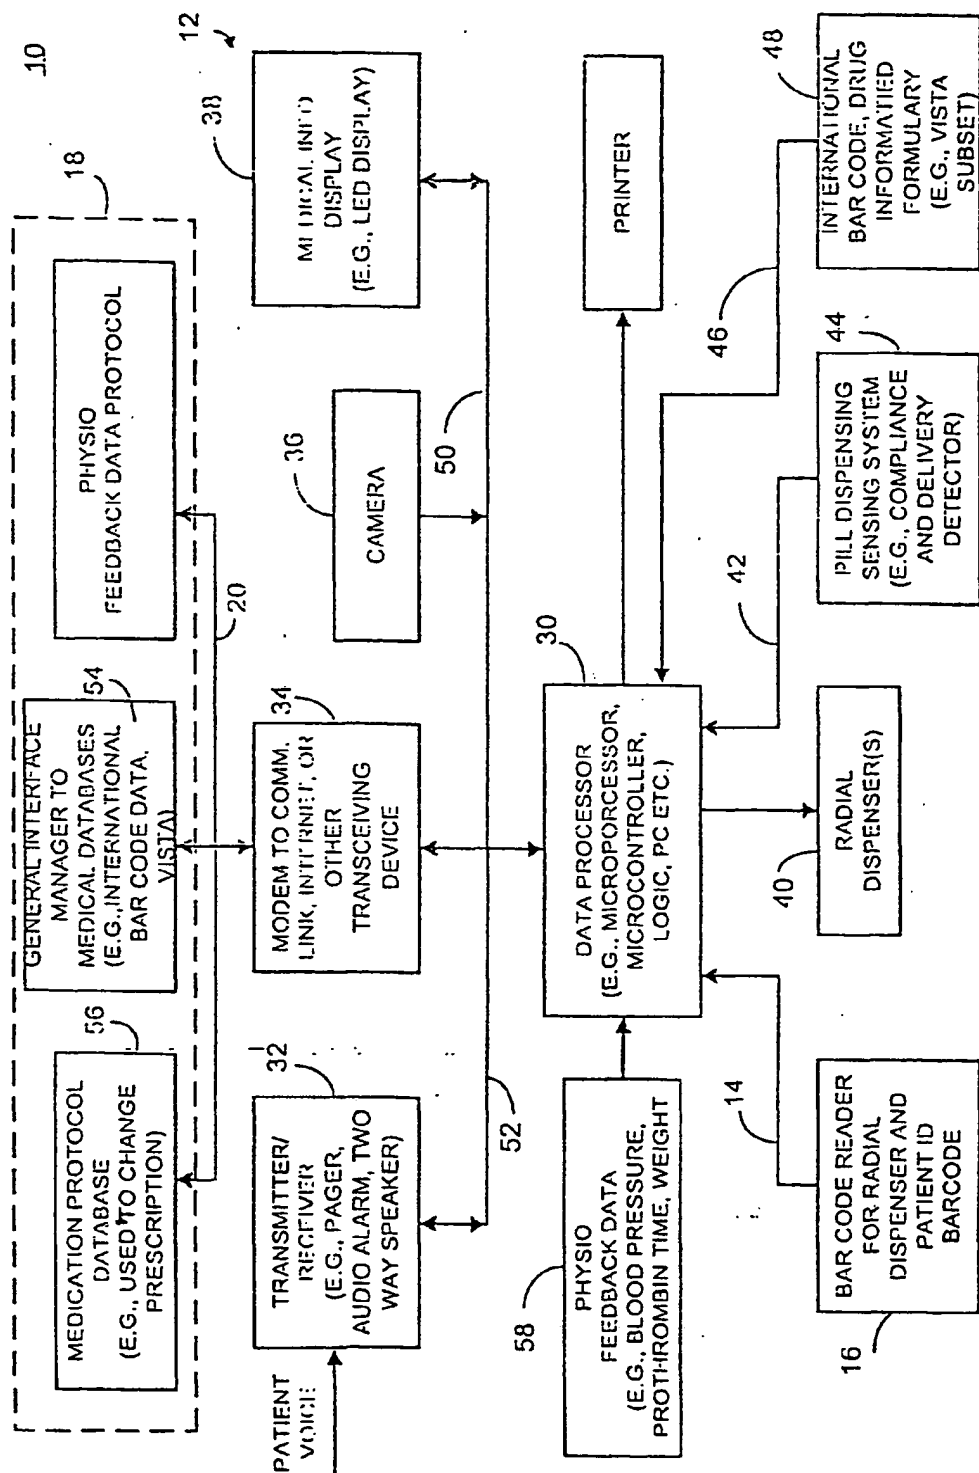 10
12
18
MEDICATION PROTOCOL
DATABASE
(E.G., USED TO CHANGE
PRESCRIPTION)
56
GENERAL INTERFACE
MANAGER TO
MEDICAL DATABASES
(E.G.,INTERNATIONAL
BAR CODE DATA.
VISTA)
54
PHYSIO
FEEDBACK DATA PROTOCOL
20
PATIENT
VOICE
TRANSMITTER/
RECEIVER
(E.G., PAGER,
AUDIO ALARM, TWO
WAY SPEAKER)
32
MODEM TO COMM.
LINK, INTERNET, OR
OTHER
TRANSCEIVING
DEVICE
34
CAMERA
36
MEDICAL INFO
DISPLAY
(E.G., LED DISPLAY)
38
52
50
PHYSIO
FEEDBACK DATA
(E.G., BLOOD PRESSURE,
PROTHROMBIN TIME, WEIGHT
58
DATA PROCESSOR
(E.G., MICROPORCESSOR,
MICROCONTROLLER,
LOGIC, PC ETC.)
30
PRINTER
14
42
46
BAR CODE READER
FOR RADIAL
DISPENSER AND
PATIENT ID
BARCODE
16
RADIAL
DISPENSER(S)
40
PILL DISPENSING
SENSING SYSTEM
(E.G., COMPLIANCE
AND DELIVERY
DETECTOR)
44
INTERNATIONAL
BAR CODE, DRUG
INFORMATIED
FORMULARY
(E.G., VISTA
SUBSET)
48